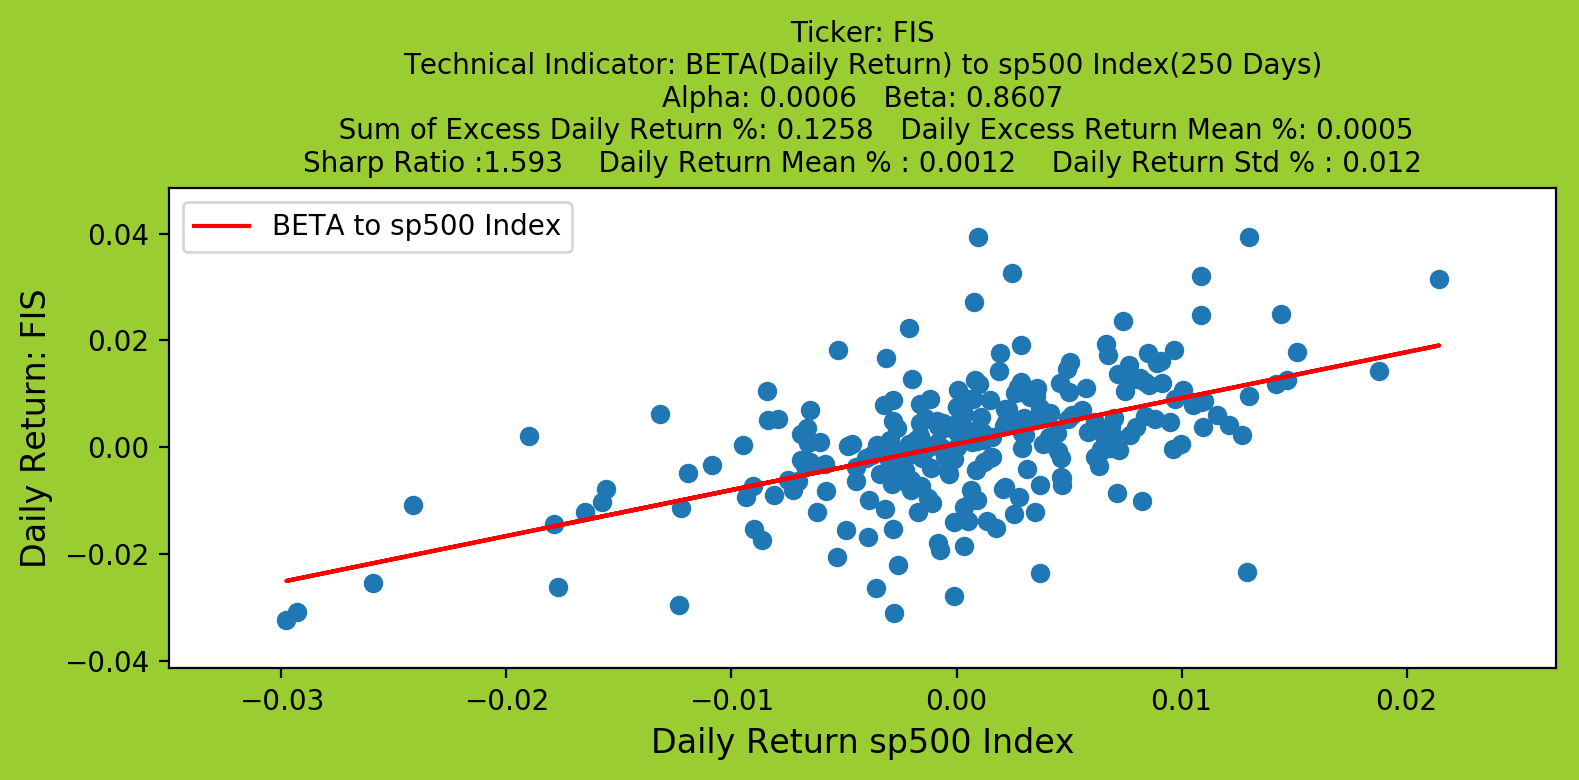 Ticker: FIS
Technical Indicator: BETA(Daily Return) to sp500 Index(250 Days)
Alpha: 0.0006   Beta: 0.8607
Sum of Excess Daily Return %: 0.1258   Daily Excess Return Mean %: 0.0005
Sharp Ratio :1.593    Daily Return Mean % : 0.0012    Daily Return Std % : 0.012
BETA to sp500 Index
Daily Return: FIS
0.04
0.02
0.00
−0.02
−0.04
−0.03 −0.02 −0.01 0.00 0.01 0.02
Daily Return sp500 Index